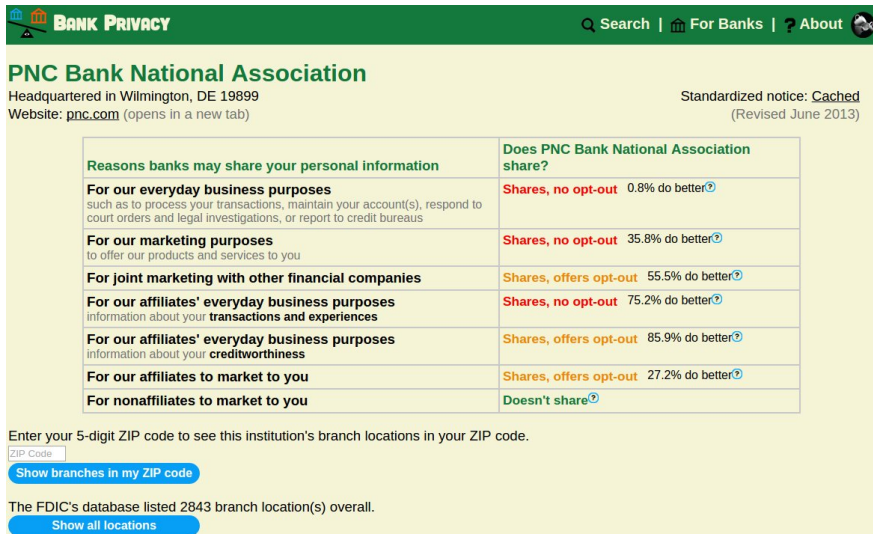 BANK PRIVACY
Search | For Banks | ? About
PNC Bank National Association
Headquartered in Wilmington, DE 19899
Standardized notice: Cached
Website: pnc.com (opens in a new tab)
(Revised June 2013)
Reasons banks may share your personal information
Does PNC Bank National Association
share?
For our everyday business purposes
such as to process your transactions, maintain your account(s), respond to
court orders and legal investigations, or report to credit bureaus
Shares, no opt-out 0.8% do better?
For our marketing purposes
to offer our products and services to you
Shares, no opt-out 35.8% do better?
For joint marketing with other financial companies
Shares, offers opt-out 55.5% do better?
For our affiliates' everyday business purposes
information about your transactions and experiences
Shares, no opt-out 75.2% do better?
For our affiliates' everyday business purposes
information about your creditworthiness
Shares, offers opt-out 85.9% do better?
For our affiliates to market to you
Shares, offers opt-out 27.2% do better?
For nonaffiliates to market to you
Doesn't share?
Enter your 5-digit ZIP code to see this institution's branch locations in your ZIP code.
ZIP Code
Show branches in my ZIP code
The FDIC's database listed 2843 branch location(s) overall.
Show all locations